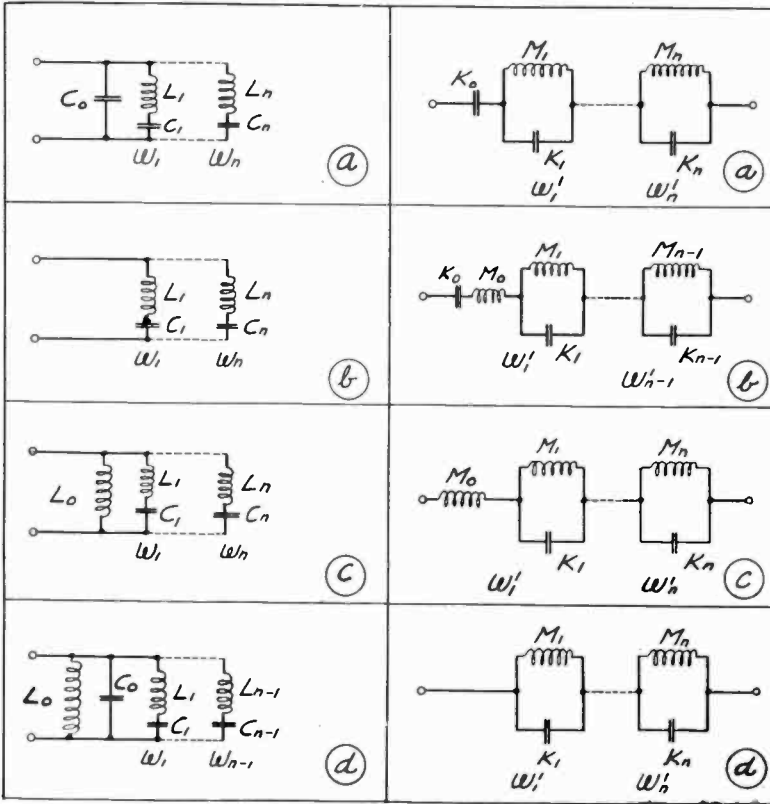 C₀ L₁ Lₙ
C₁ Cₙ
ω₁ ωₙ
a
M₁ Mₙ
K₀
K₁ Kₙ
ω₁' ωₙ'
a
L₁ Lₙ
C₁ Cₙ
ω₁ ωₙ
b
M₁ Mₙ₋₁
K₀ M₀
K₁ Kₙ₋₁
ω₁' ω'ₙ₋₁
b
L₀ L₁ Lₙ
C₁ Cₙ
ω₁ ωₙ
c
M₁ Mₙ
M₀
K₁ Kₙ
ω₁' ωₙ'
c
L₀ C₀ L₁ Lₙ₋₁
C₁ Cₙ₋₁
ω₁ ωₙ₋₁
d
M₁ Mₙ
K₁ Kₙ
ω₁' ωₙ'
d